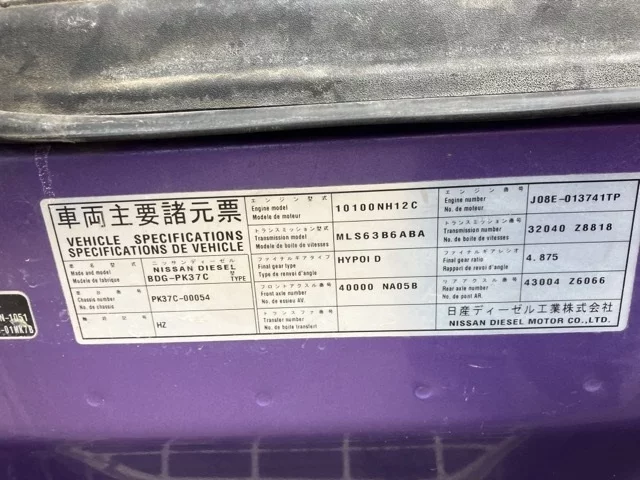 車両主要諸元票
VEHICLE SPECIFICATIONS
SPECIFICATIONS DE VEHICLE
車名及び型式
Make and model
Modèle de fabrique
ニッサンディーゼル
NISSAN DIESEL
BDG-PK37C
型
TYPE
車台番号
Chassis number
No. de chassis
PK37C-00054
HZ
エンジン型式
Engine model
Modele de moteur
10100NH12C
エンジン番号
Engine number
No. de moteur
J08E-013741TP
トランスミッション型式
Transmission model
Modele de boite de vitesses
MLS63B6ABA
トランスミッション番号
Transmission number
No. de boite de vitesses
32040 Z8818
ファイナルギアタイプ
Final gear type
Type de renvoi d'angle
HYPOID
ファイナルギアレシオ
Final gear ratio
Rapport de renvoi d'angle
4.875
フロントアクスル番号
Front axle number
No. de essieu AV.
40000 NA05B
リアアクスル番号
Rear axle number
No. de pont AR.
43004 Z6066
トランスファ番号
Transfer number
No. de boite transfert
日産ディーゼル工業株式会社
NISSAN DIESEL MOTOR CO.,LTD.